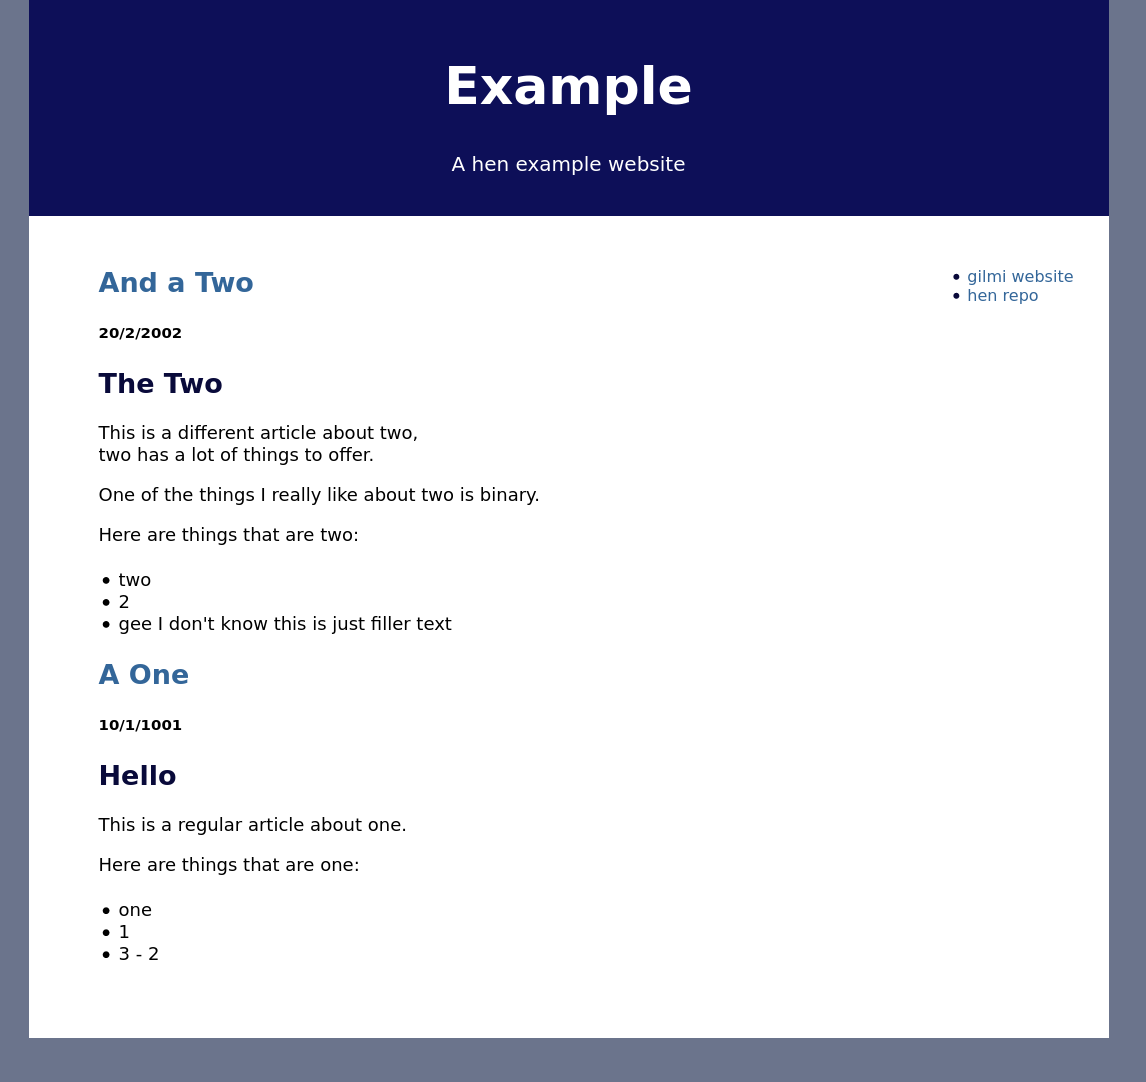 Example
A hen example website
And a Two
20/2/2002
The Two
This is a different article about two,
two has a lot of things to offer.
One of the things I really like about two is binary.
Here are things that are two:
• two
• 2
• gee I don't know this is just filler text
A One
10/1/1001
Hello
This is a regular article about one.
Here are things that are one:
• one
• 1
• 3 - 2
• gilmi website
• hen repo